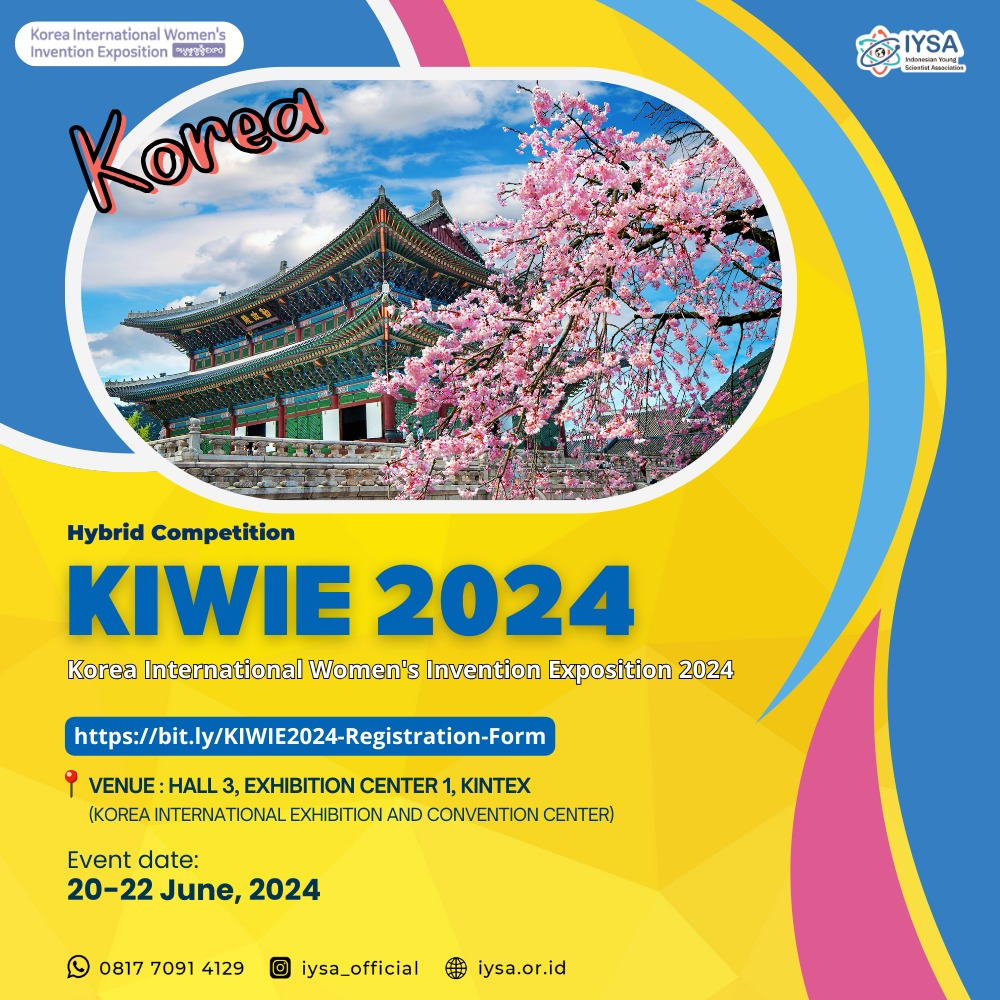 Korea International Women's
Invention Exposition
IYSA
Indonesian Young
Scientist Association
Korea
Hybrid Competition
KIWIE 2024
Korea International Women's Invention Exposition 2024
https://bit.ly/KIWIE2024-Registration-Form
VENUE : HALL 3, EXHIBITION CENTER 1, KINTEX
(KOREA INTERNATIONAL EXHIBITION AND CONVENTION CENTER)
Event date:
20-22 June, 2024
0817 7091 4129 iysa_official iysa.or.id